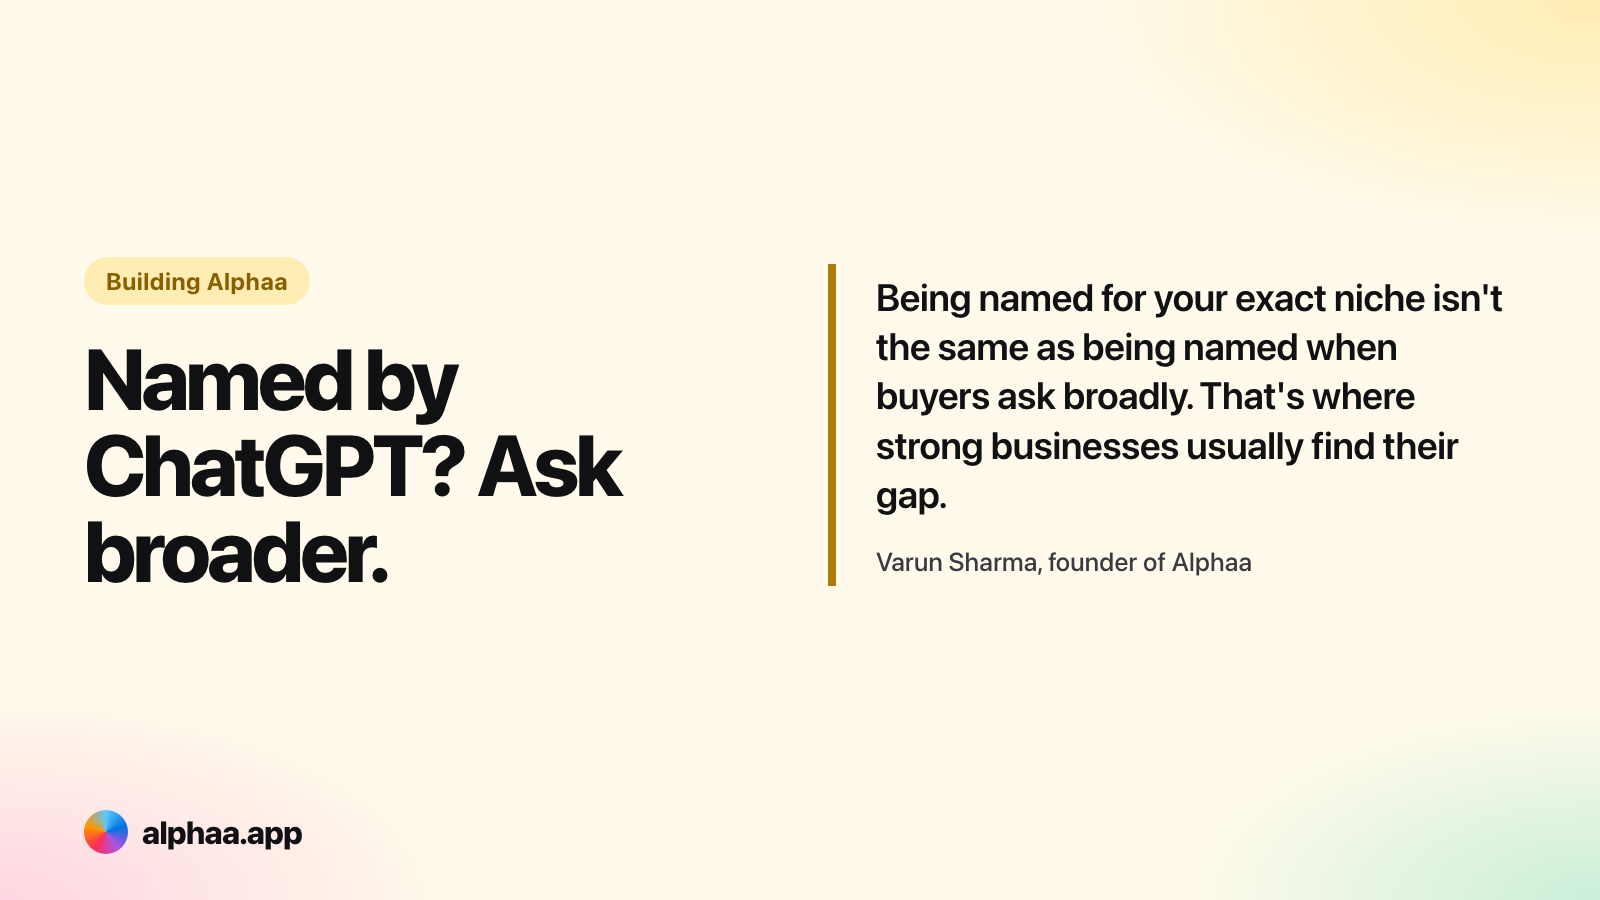 Building Alphaa
Named by
ChatGPT? Ask
broader.
Being named for your exact niche isn't
the same as being named when
buyers ask broadly. That's where
strong businesses usually find their
gap.
Varun Sharma, founder of Alphaa
alphaa.app